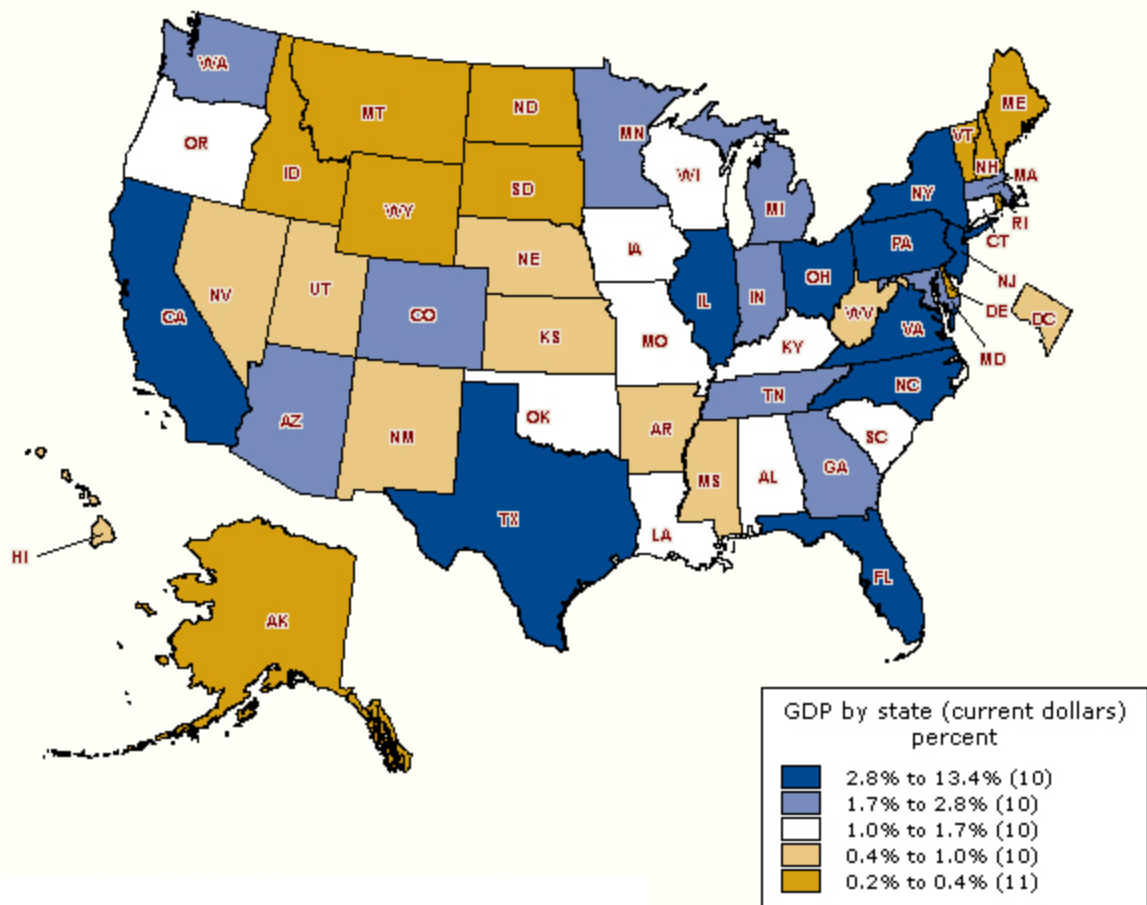 WA
MT
ND
MN
ME
VT
NH
OR
ID
SD
WI
MI
NY
MA
RI
CT
WY
IA
PA
NJ
NE
OH
IL
IN
NV
UT
CO
WV
DE
DC
CA
KS
MO
KY
VA
MD
NC
TN
AZ
NM
OK
AR
SC
MS
AL
GA
TX
LA
HI
FL
AK
GDP by state (current dollars)
percent
2.8% to 13.4% (10)
1.7% to 2.8% (10)
1.0% to 1.7% (10)
0.4% to 1.0% (10)
0.2% to 0.4% (11)